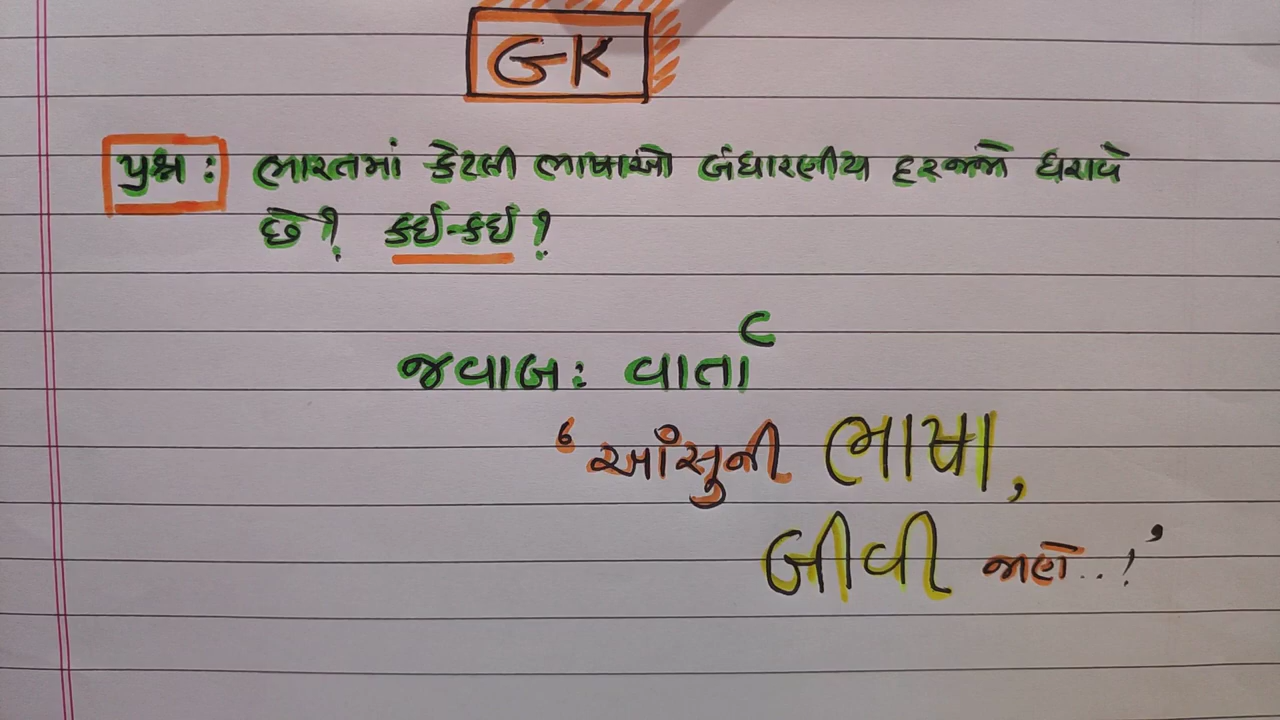 GK
પ્રશ્ન : ભારતમાં કેટલી ભાષાઓ બંધારણીય દરજ્જો ધરાવે
છે? કઈ-કઈ?
જવાબ: વાર્તા
‘આંસુની ભાષા,
જીવી જાણે..!’